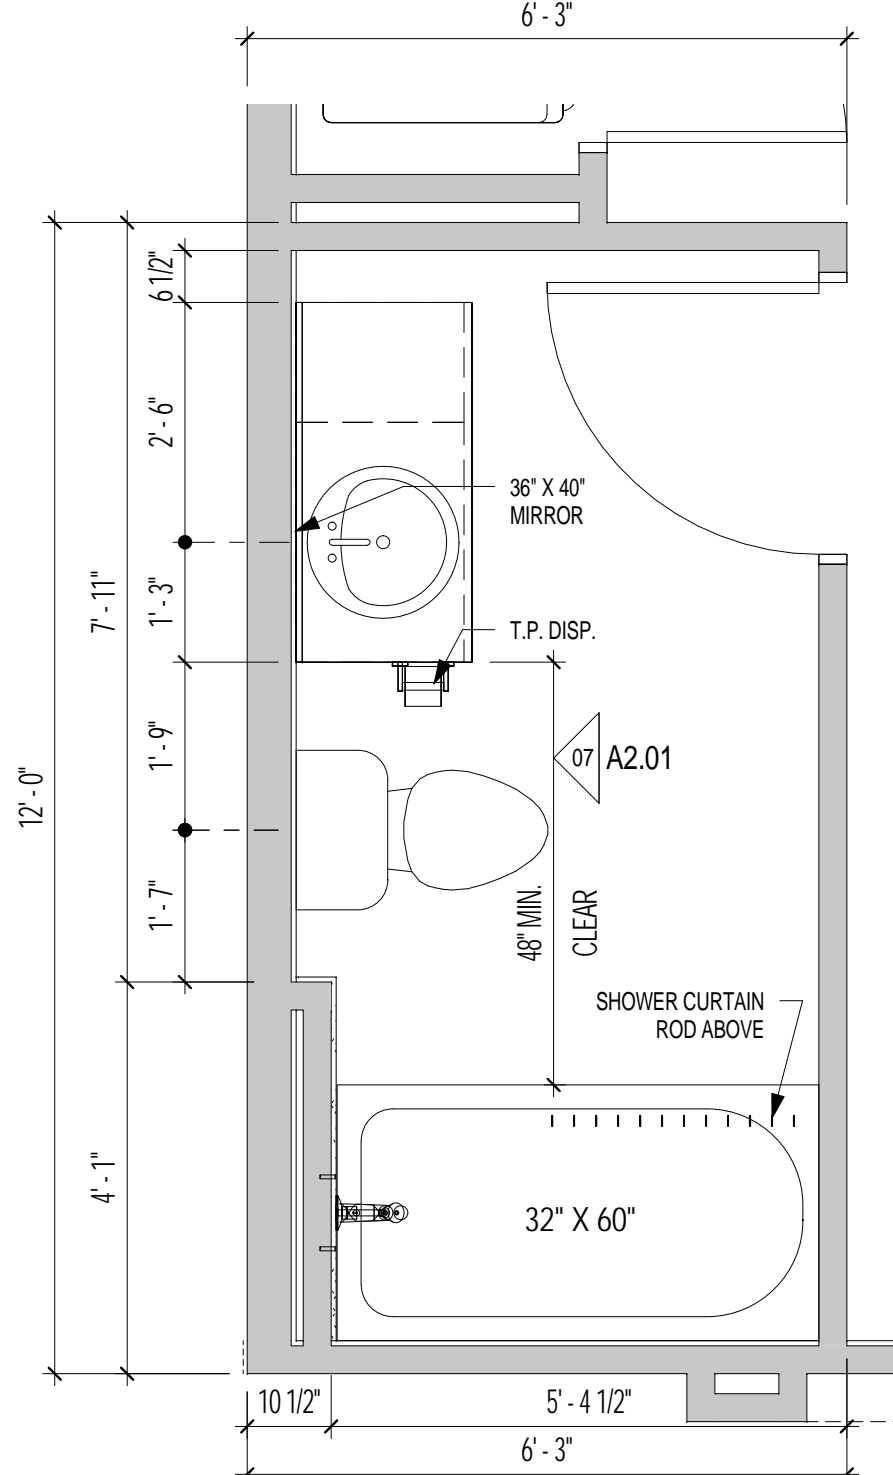 6' - 3"
6 1/2"
2' - 6"
36" X 40"
MIRROR
1' - 3"
7' - 11"
T.P. DISP.
1' - 9"
07 A2.01
12' - 0"
1' - 7"
48" MIN.
CLEAR
SHOWER CURTAIN
ROD ABOVE
4' - 1"
32" X 60"
10 1/2"
5' - 4 1/2"
6' - 3"